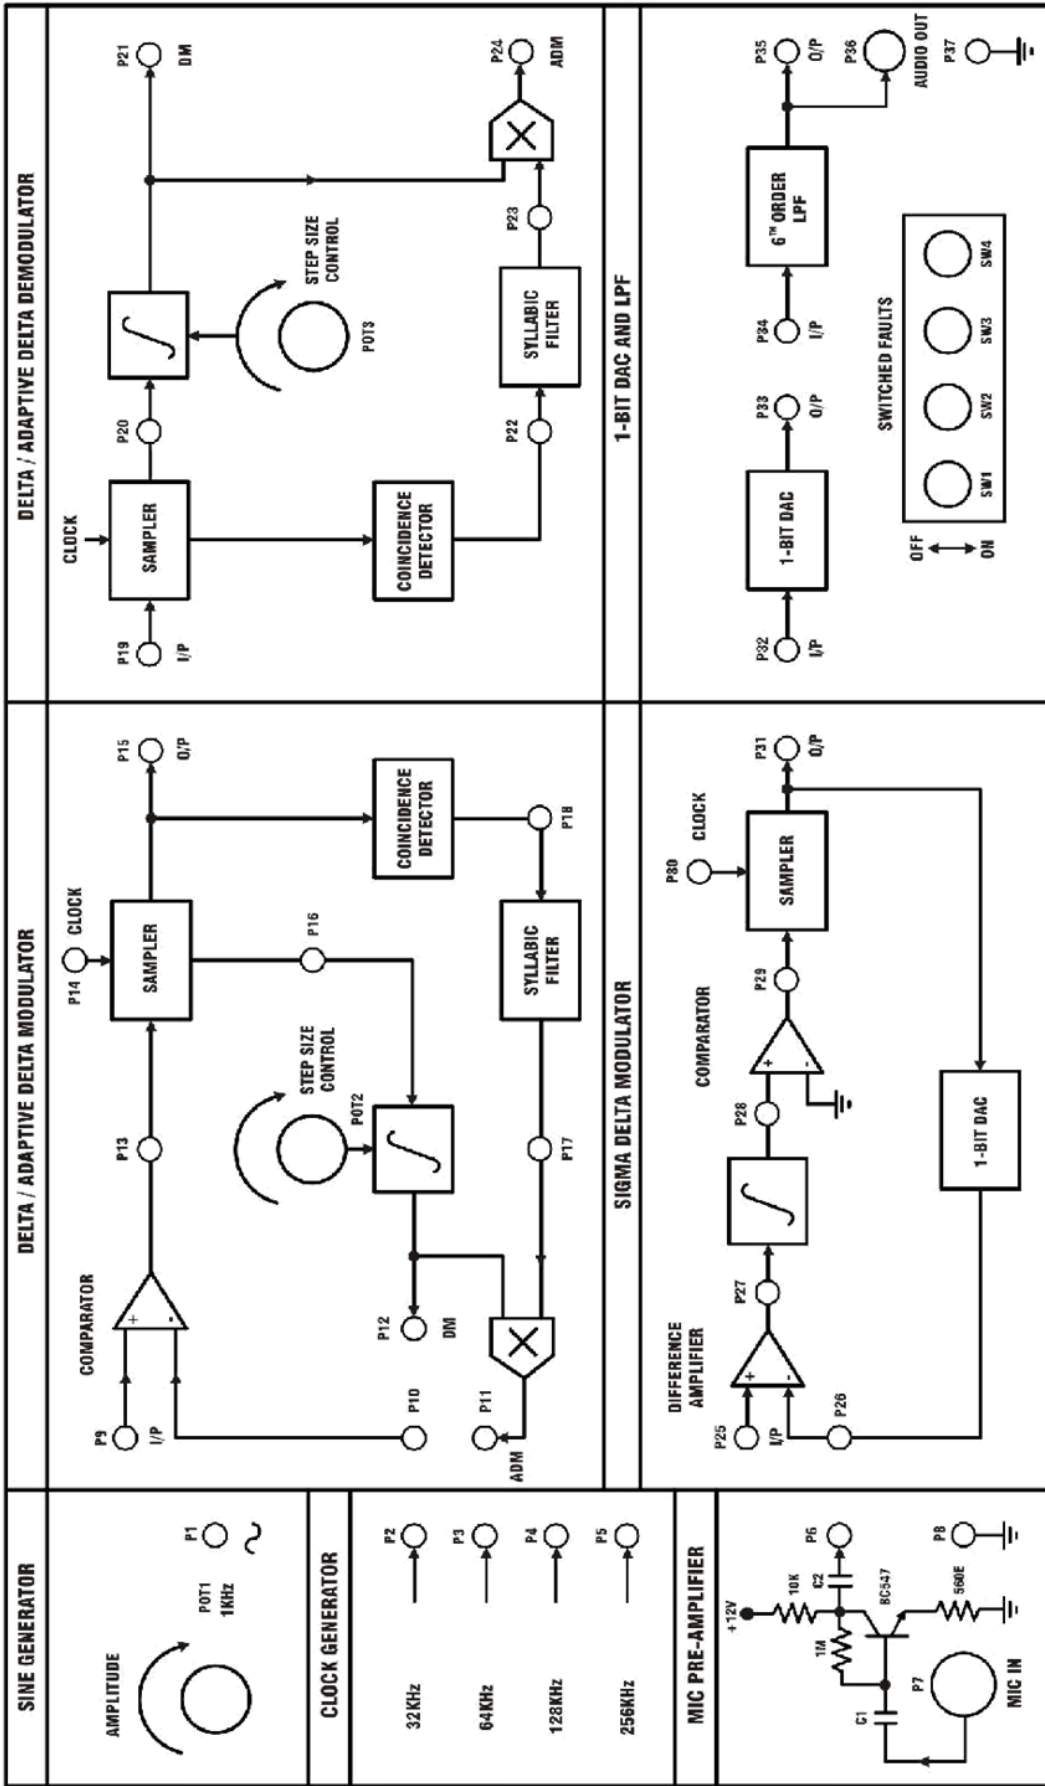 SINE GENERATOR
AMPLITUDE
POT1
1KHz
P1
CLOCK GENERATOR
32KHz
P2
64KHz
P3
128KHz
P4
256KHz
P5
MIC PRE-AMPLIFIER
+12V
10K
C2
P6
1M
BC547
C1
560E
P7
MIC IN
P8
DELTA / ADAPTIVE DELTA MODULATOR
COMPARATOR
P9
I/P
+
-
P13
P14
CLOCK
SAMPLER
P15
O/P
P10
P11
ADM
P12
DM
STEP SIZE
CONTROL
POT2
P16
COINCIDENCE
DETECTOR
P18
SYLLABIC
FILTER
P17
DELTA / ADAPTIVE DELTA DEMODULATOR
CLOCK
P19
I/P
SAMPLER
P20
P21
DM
STEP SIZE
CONTROL
POT3
COINCIDENCE
DETECTOR
P22
SYLLABIC
FILTER
P23
P24
ADM
SIGMA DELTA MODULATOR
DIFFERENCE
AMPLIFIER
P25
I/P
+
-
P26
P27
P28
COMPARATOR
+
-
P29
P80
CLOCK
SAMPLER
P31
O/P
1-BIT DAC
1-BIT DAC AND LPF
P32
I/P
1-BIT DAC
P33
O/P
P34
I/P
6TH ORDER
LPF
P35
O/P
P36
AUDIO OUT
P37
SWITCHED FAULTS
OFF
ON
SW1
SW2
SW3
SW4